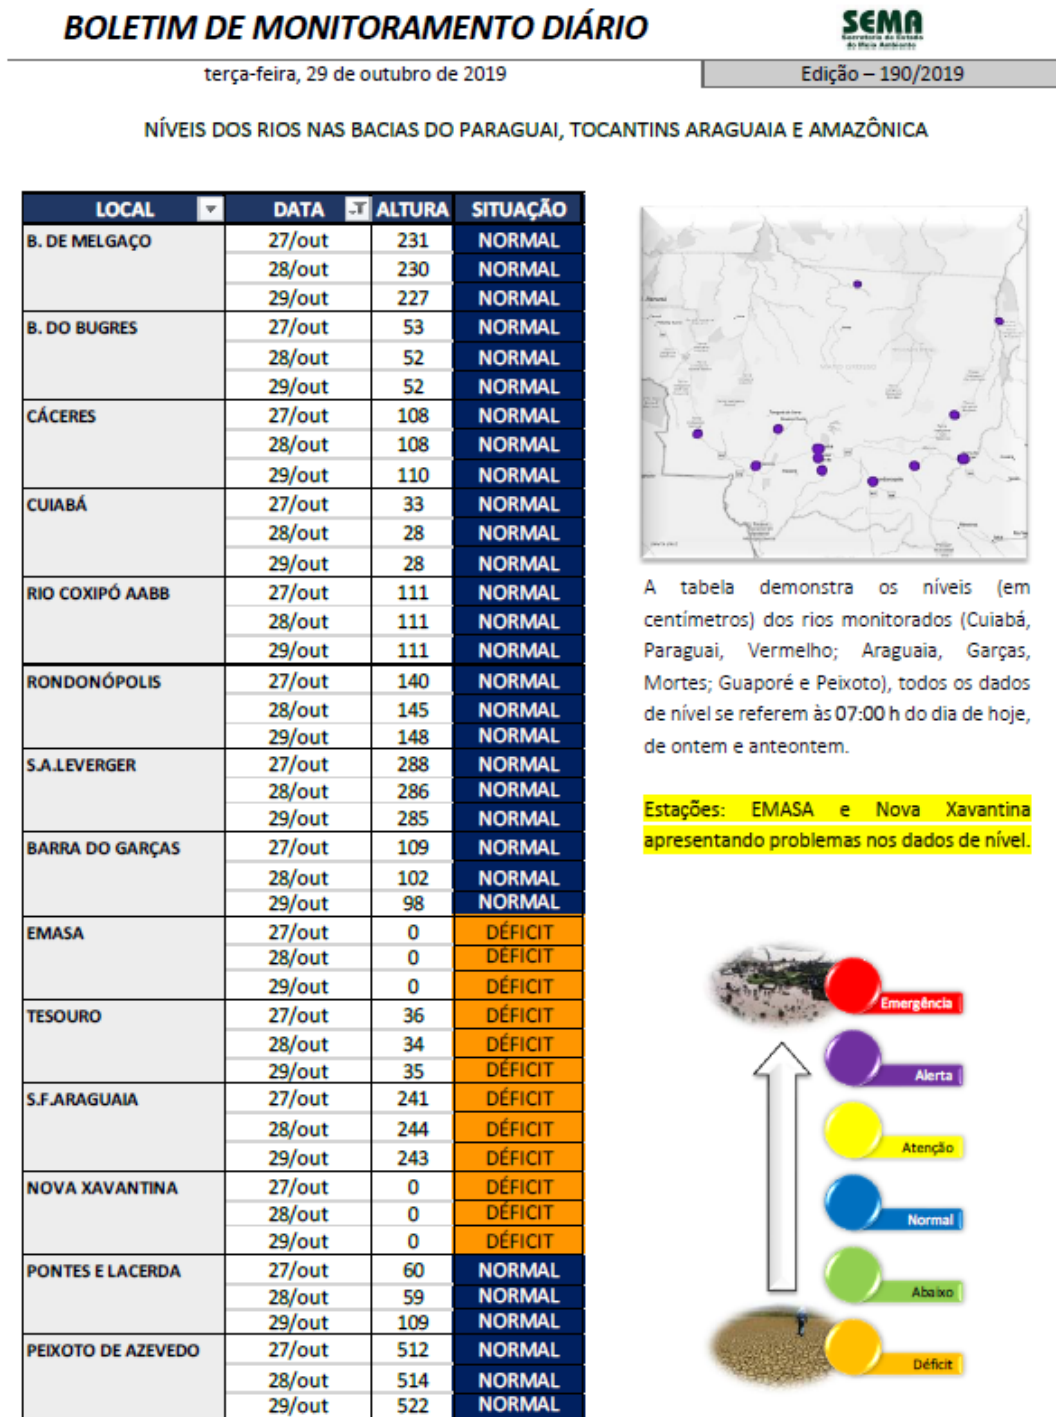 BOLETIM DE MONITORAMENTO DIÁRIO
SEMA
Secretaria de Estado
de Meio Ambiente
terça-feira, 29 de outubro de 2019
Edição – 190/2019
NÍVEIS DOS RIOS NAS BACIAS DO PARAGUAI, TOCANTINS ARAGUAIA E AMAZÔNICA
LOCAL DATA ALTURA SITUAÇÃO
B. DE MELGAÇO 27/out 231 NORMAL
28/out 230 NORMAL
29/out 227 NORMAL
B. DO BUGRES 27/out 53 NORMAL
28/out 52 NORMAL
29/out 52 NORMAL
CÁCERES 27/out 108 NORMAL
28/out 108 NORMAL
29/out 110 NORMAL
CUIABÁ 27/out 33 NORMAL
28/out 28 NORMAL
29/out 28 NORMAL
RIO COXIPÓ AABB 27/out 111 NORMAL
28/out 111 NORMAL
29/out 111 NORMAL
RONDONÓPOLIS 27/out 140 NORMAL
28/out 145 NORMAL
29/out 148 NORMAL
S.A.LEVERGER 27/out 288 NORMAL
28/out 286 NORMAL
29/out 285 NORMAL
BARRA DO GARÇAS 27/out 109 NORMAL
28/out 102 NORMAL
29/out 98 NORMAL
EMASA 27/out 0 DÉFICIT
28/out 0 DÉFICIT
29/out 0 DÉFICIT
TESOURO 27/out 36 DÉFICIT
28/out 34 DÉFICIT
29/out 35 DÉFICIT
S.F.ARAGUAIA 27/out 241 DÉFICIT
28/out 244 DÉFICIT
29/out 243 DÉFICIT
NOVA XAVANTINA 27/out 0 DÉFICIT
28/out 0 DÉFICIT
29/out 0 DÉFICIT
PONTES E LACERDA 27/out 60 NORMAL
28/out 59 NORMAL
29/out 109 NORMAL
PEIXOTO DE AZEVEDO 27/out 512 NORMAL
28/out 514 NORMAL
29/out 522 NORMAL
MATO GROSSO
A tabela demonstra os níveis (em
centímetros) dos rios monitorados (Cuiabá,
Paraguai, Vermelho; Araguaia, Garças,
Mortes; Guaporé e Peixoto), todos os dados
de nível se referem às 07:00 h do dia de hoje,
de ontem e anteontem.
Estações: EMASA e Nova Xavantina
apresentando problemas nos dados de nível.
Emergência
Alerta
Atenção
Normal
Abaixo
Déficit